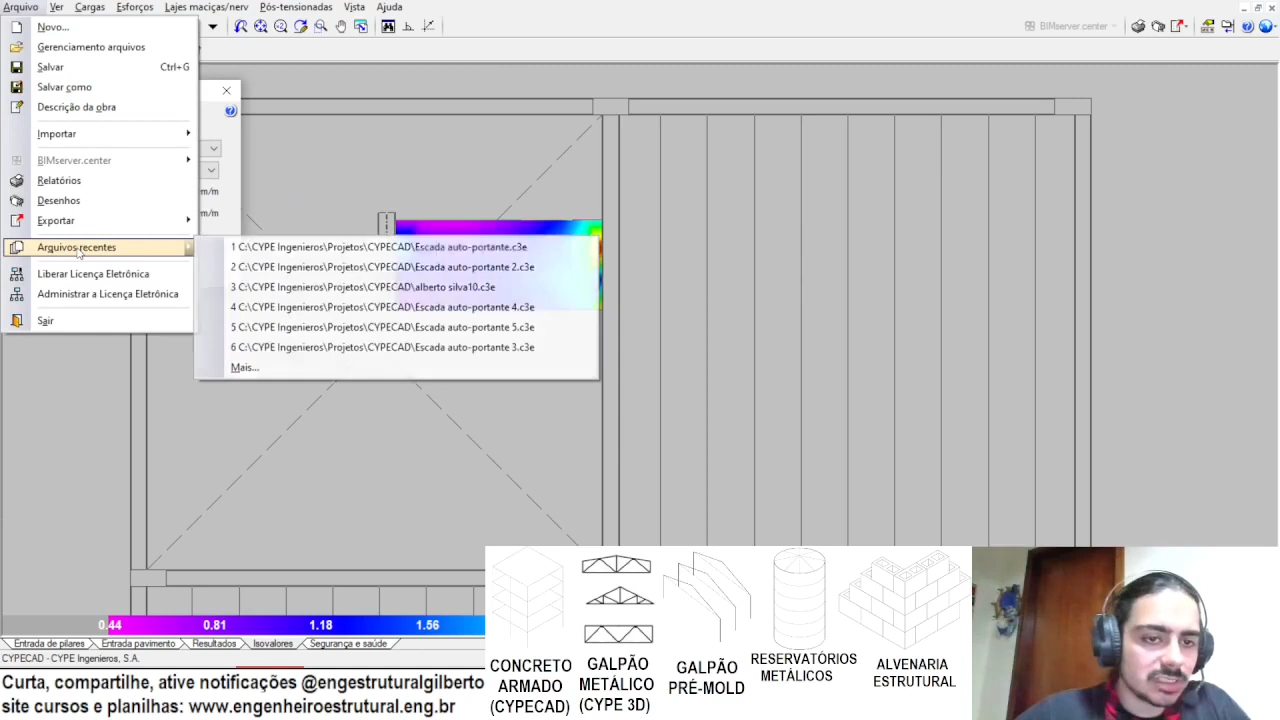 Arquivo Ver Cargas Esforços Lajes maciças/nerv Pós-tensionadas Vista Ajuda
Novo...
BIMserver.center
Gerenciamento arquivos
Salvar Ctrl+G
Salvar como
Descrição da obra
Importar
BIMserver.center
Relatórios
em/m
Desenhos
em/m
Exportar
Arquivos recentes
1 C:\CYPE Ingenieros\Projetos\CYPECAD\Escada auto-portante.c3e
2 C:\CYPE Ingenieros\Projetos\CYPECAD\Escada auto-portante 2.c3e
3 C:\CYPE Ingenieros\Projetos\CYPECAD\alberto silva10.c3e
4 C:\CYPE Ingenieros\Projetos\CYPECAD\Escada auto-portante 4.c3e
5 C:\CYPE Ingenieros\Projetos\CYPECAD\Escada auto-portante 5.c3e
6 C:\CYPE Ingenieros\Projetos\CYPECAD\Escada auto-portante 3.c3e
Mais...
Liberar Licença Eletrônica
Administrar a Licença Eletrônica
Sair
0.44 0.81 1.18 1.56
Entrada de pilares Entrada pavimento Resultados Isovalores Segurança e saúde
CYPECAD - CYPE Ingenieros, S.A.
Curta, compartilhe, ative notificações @engestruturalgilberto
site cursos e planilhas: www.engenheiroestrutural.eng.br
CONCRETO
ARMADO
(CYPECAD)
GALPÃO
METÁLICO
(CYPE 3D)
GALPÃO
PRÉ-MOLD
RESERVATÓRIOS
METÁLICOS
ALVENARIA
ESTRUTURAL